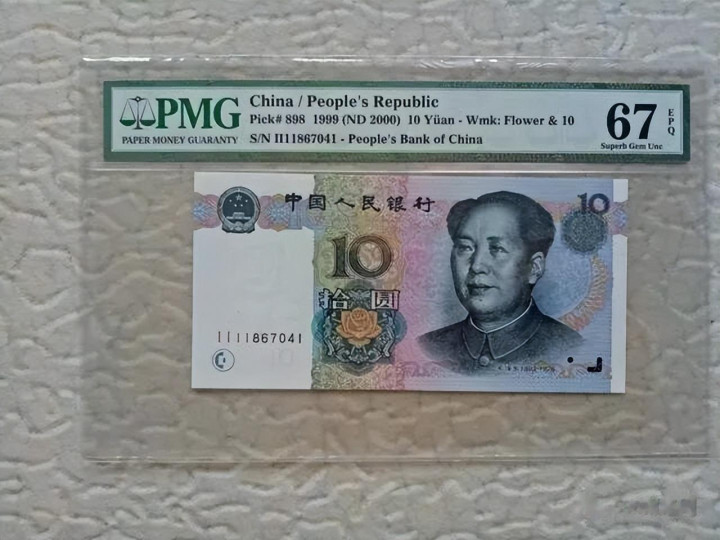 PMG
PAPER MONEY GUARANTY
China / People's Republic
Pick# 898 1999 (ND 2000) 10 Yüan - Wmk: Flower & 10
S/N II11867041 - People's Bank of China
67
EPQ
Superb Gem Unc
中国人民银行
10
10
拾圆
II11867041